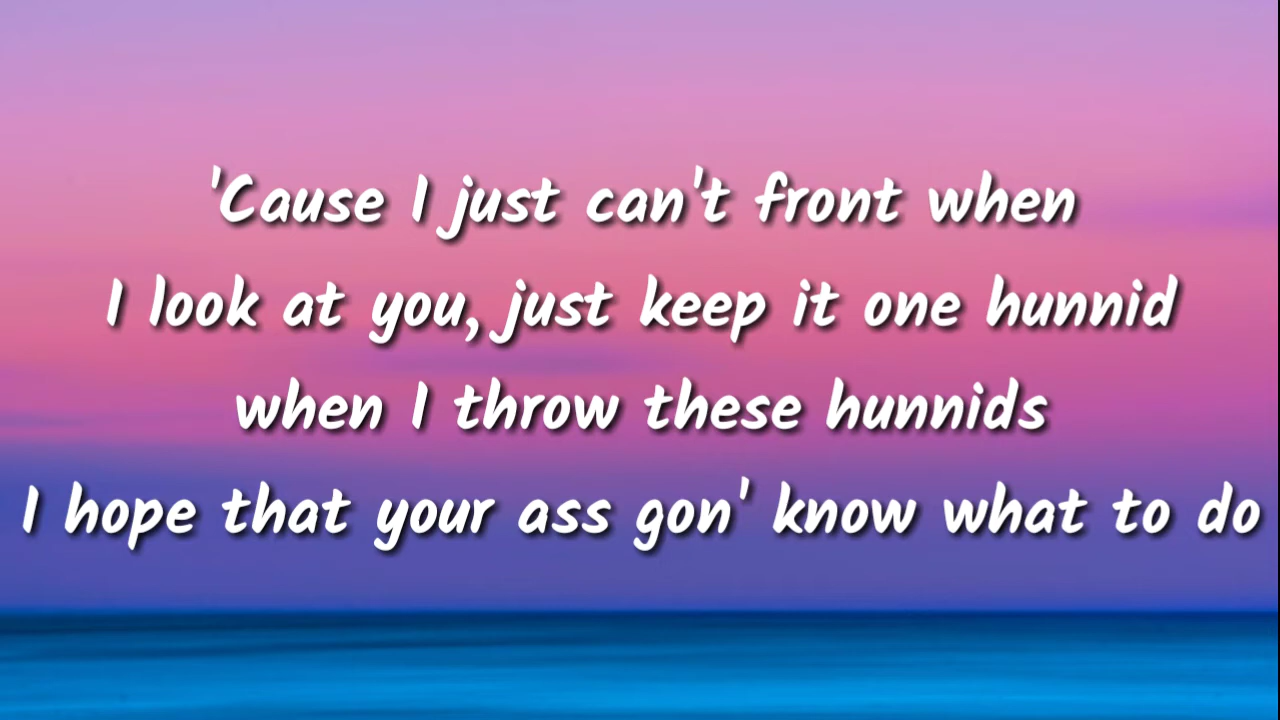 'Cause I just can't front when
I look at you, just keep it one hunnid
when I throw these hunnids
I hope that your ass gon' know what to do